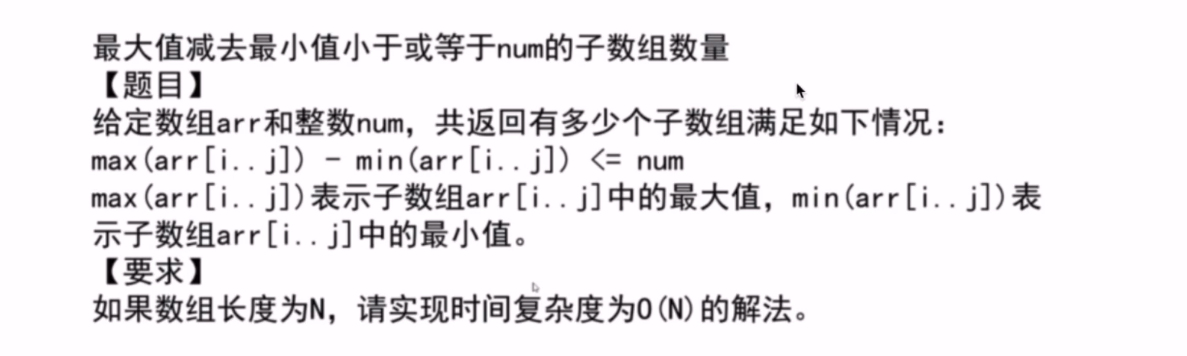 最大值减去最小值小于或等于num的子数组数量
【题目】
给定数组arr和整数num，共返回有多少个子数组满足如下情况：
max(arr[i..j]) - min(arr[i..j]) <= num
max(arr[i..j])表示子数组arr[i..j]中的最大值，min(arr[i..j])表
示子数组arr[i..j]中的最小值。
【要求】
如果数组长度为N，请实现时间复杂度为O(N)的解法。